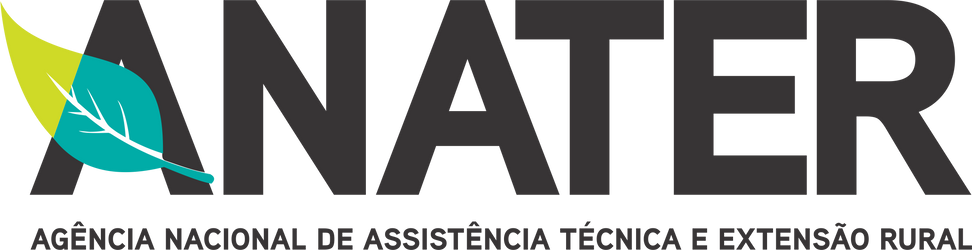 ANATER
AGÊNCIA NACIONAL DE ASSISTÊNCIA TÉCNICA E EXTENSÃO RURAL